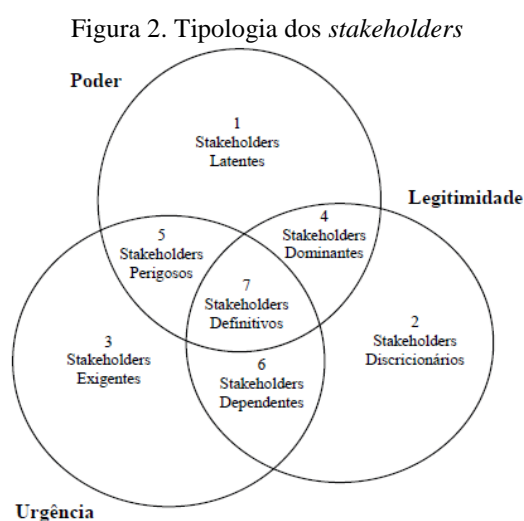 Figura 2. Tipologia dos stakeholders
Poder
1
Stakeholders
Latentes
Legitimidade
4
Stakeholders
Dominantes
5
Stakeholders
Perigosos
7
Stakeholders
Definitivos
2
Stakeholders
Discricionários
3
Stakeholders
Exigentes
6
Stakeholders
Dependentes
Urgência